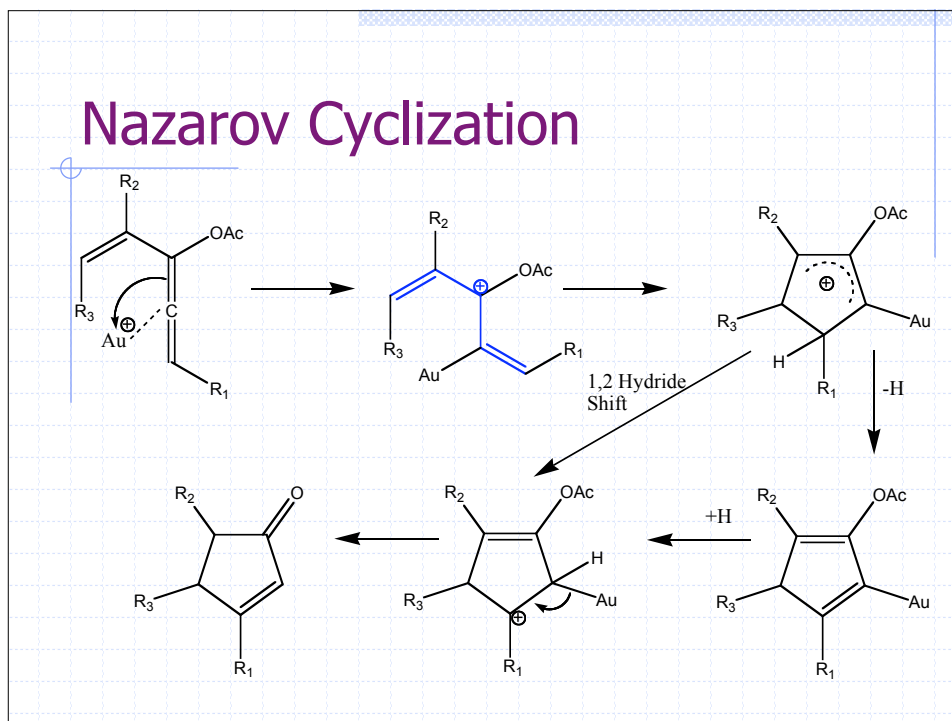 Nazarov Cyclization
R2
OAc
R3
C
Au
⊕
R1
R2
⊕
OAc
R3
R1
Au
R2
OAc
⊕
R3
Au
H
R1
1,2 Hydride
Shift
-H
R2
O
R3
R1
R2
OAc
H
R3
Au
⊕
R1
+H
R2
OAc
R3
Au
R1